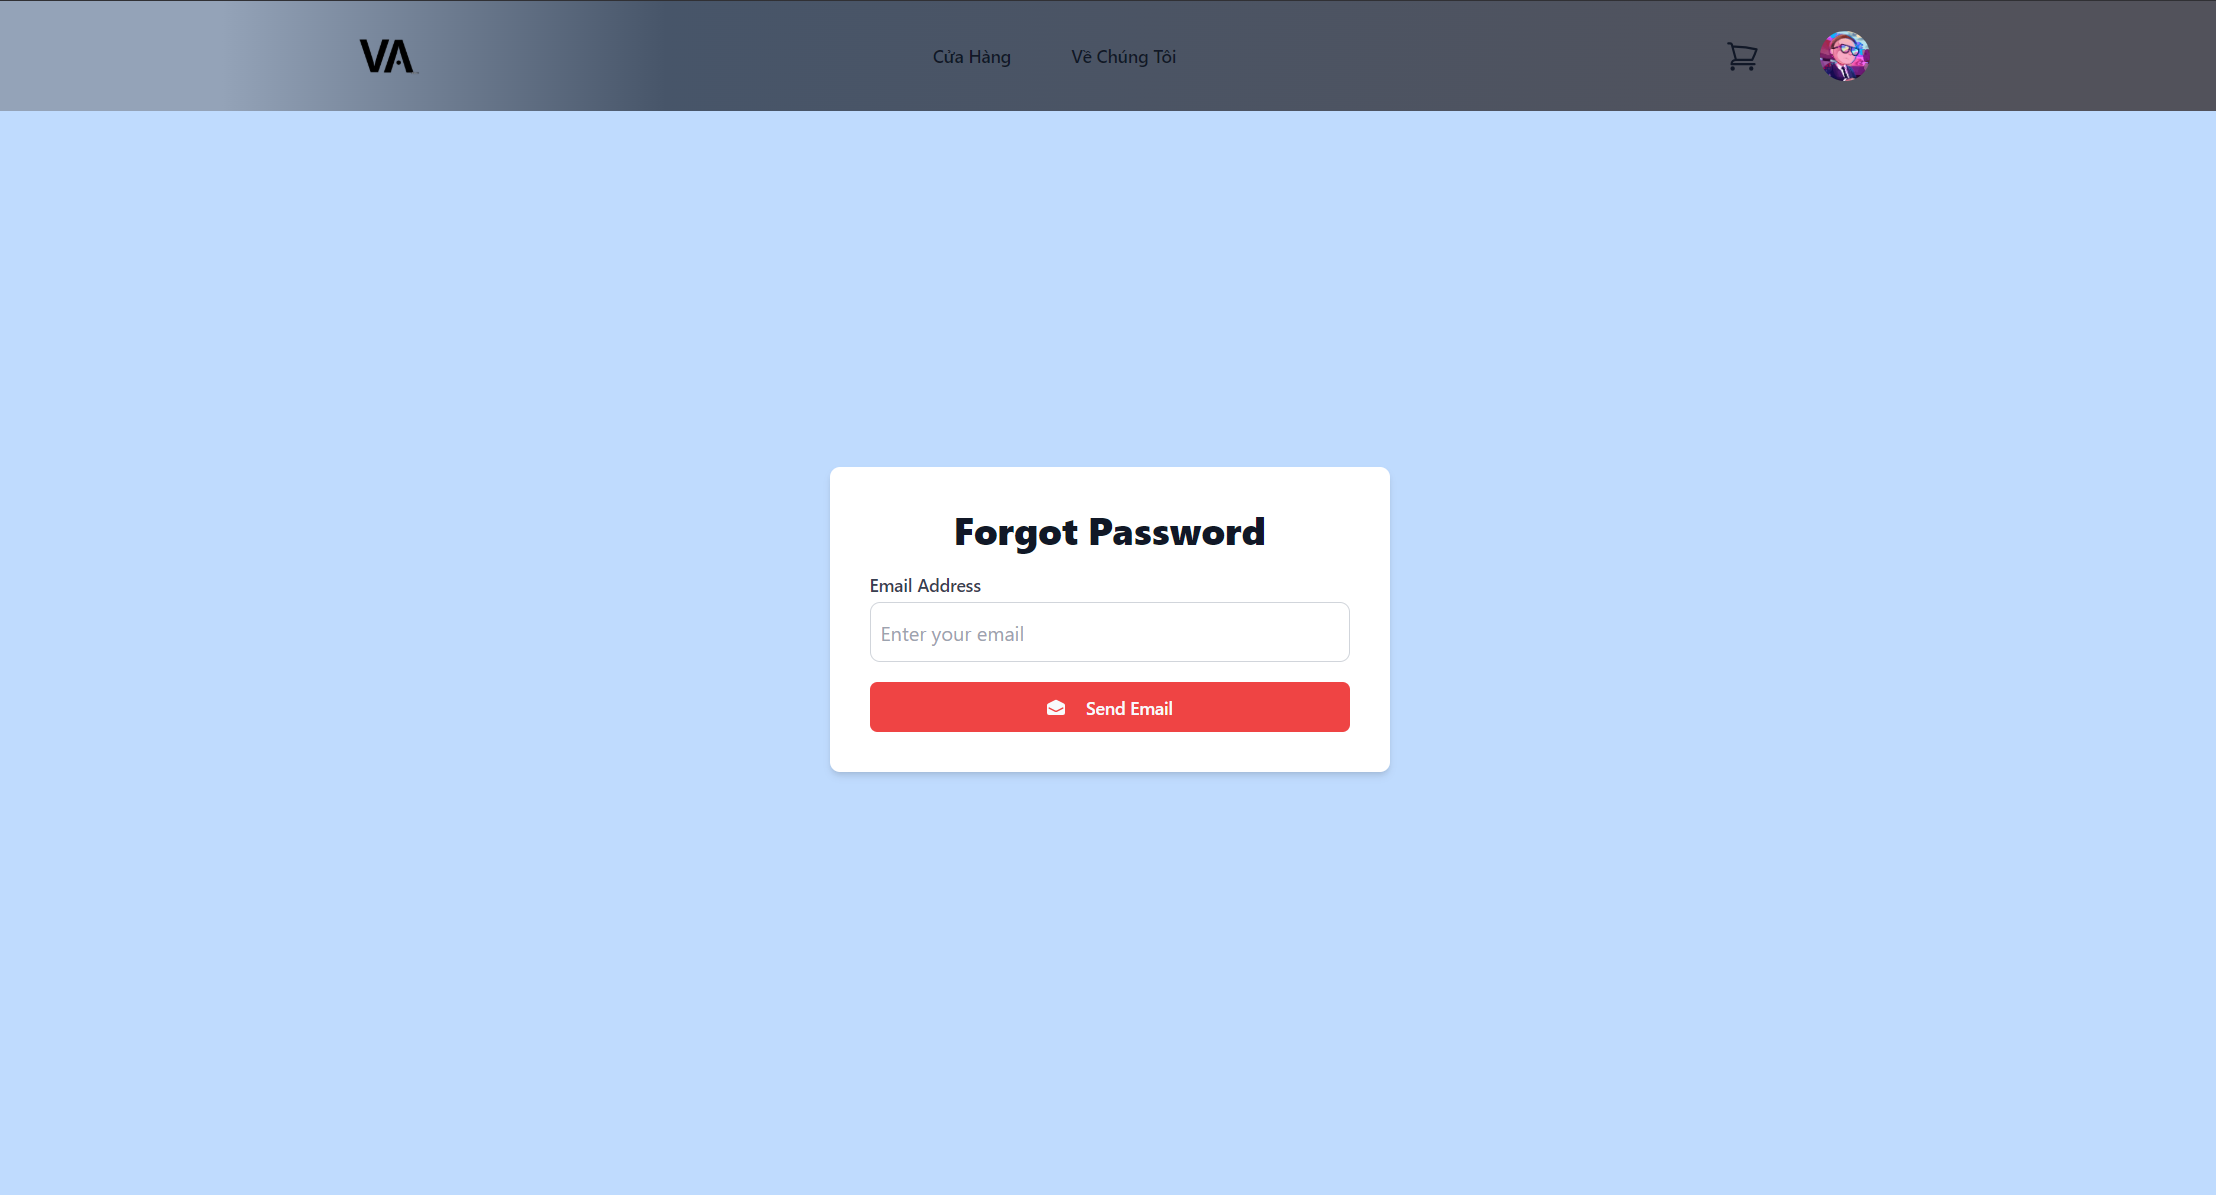 VA
Cửa Hàng
Về Chúng Tôi
Forgot Password
Email Address
Enter your email
Send Email